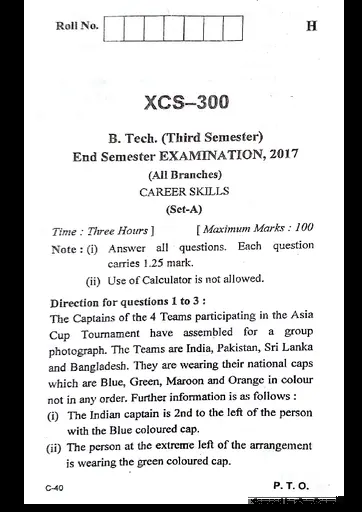 Roll No.
H
XCS–300
B. Tech. (Third Semester)
End Semester EXAMINATION, 2017
(All Branches)
CAREER SKILLS
(Set-A)
Time : Three Hours ] [ Maximum Marks : 100
Note : (i) Answer all questions. Each question
carries 1.25 mark.
(ii) Use of Calculator is not allowed.
Direction for questions 1 to 3 :
The Captains of the 4 Teams participating in the Asia
Cup Tournament have assembled for a group
photograph. The Teams are India, Pakistan, Sri Lanka
and Bangladesh. They are wearing their national caps
which are Blue, Green, Maroon and Orange in colour
not in any order. Further information is as follows :
(i) The Indian captain is 2nd to the left of the person
with the Blue coloured cap.
(ii) The person at the extreme left of the arrangement
is wearing the green coloured cap.
C-40 P. T. O.